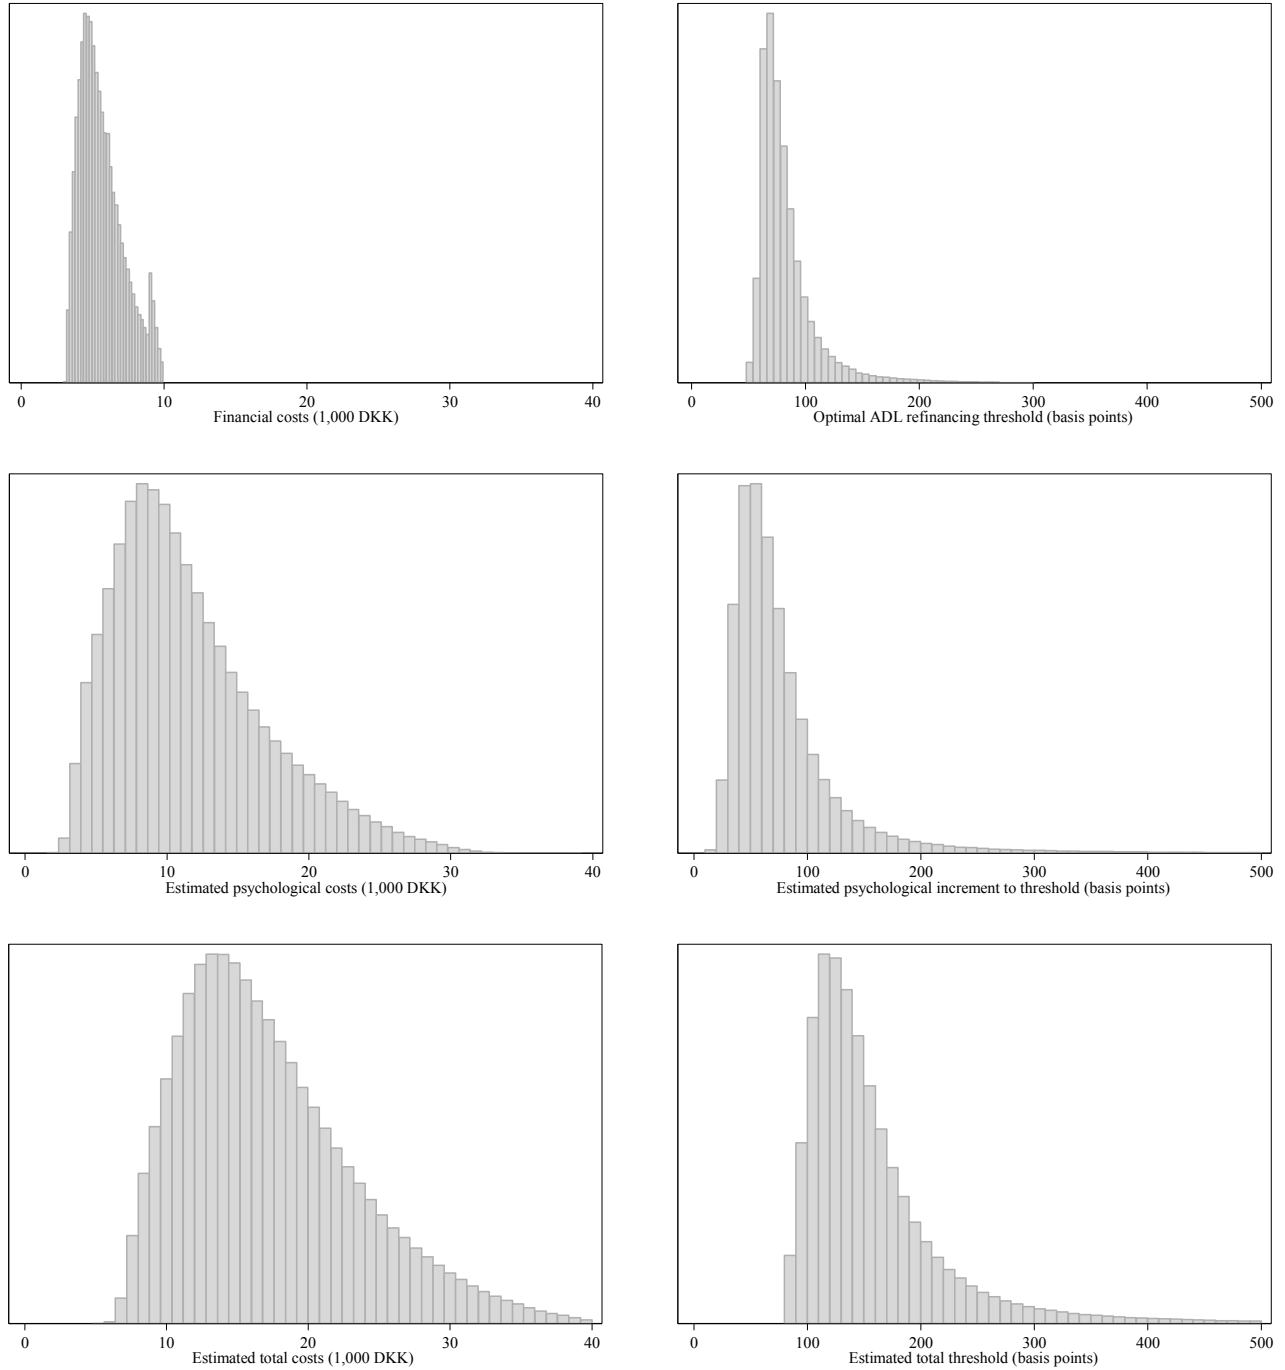 0 10 20 30 40
Financial costs (1,000 DKK)
0 100 200 300 400 500
Optimal ADL refinancing threshold (basis points)
0 10 20 30 40
Estimated psychological costs (1,000 DKK)
0 100 200 300 400 500
Estimated psychological increment to threshold (basis points)
0 10 20 30 40
Estimated total costs (1,000 DKK)
0 100 200 300 400 500
Estimated total threshold (basis points)